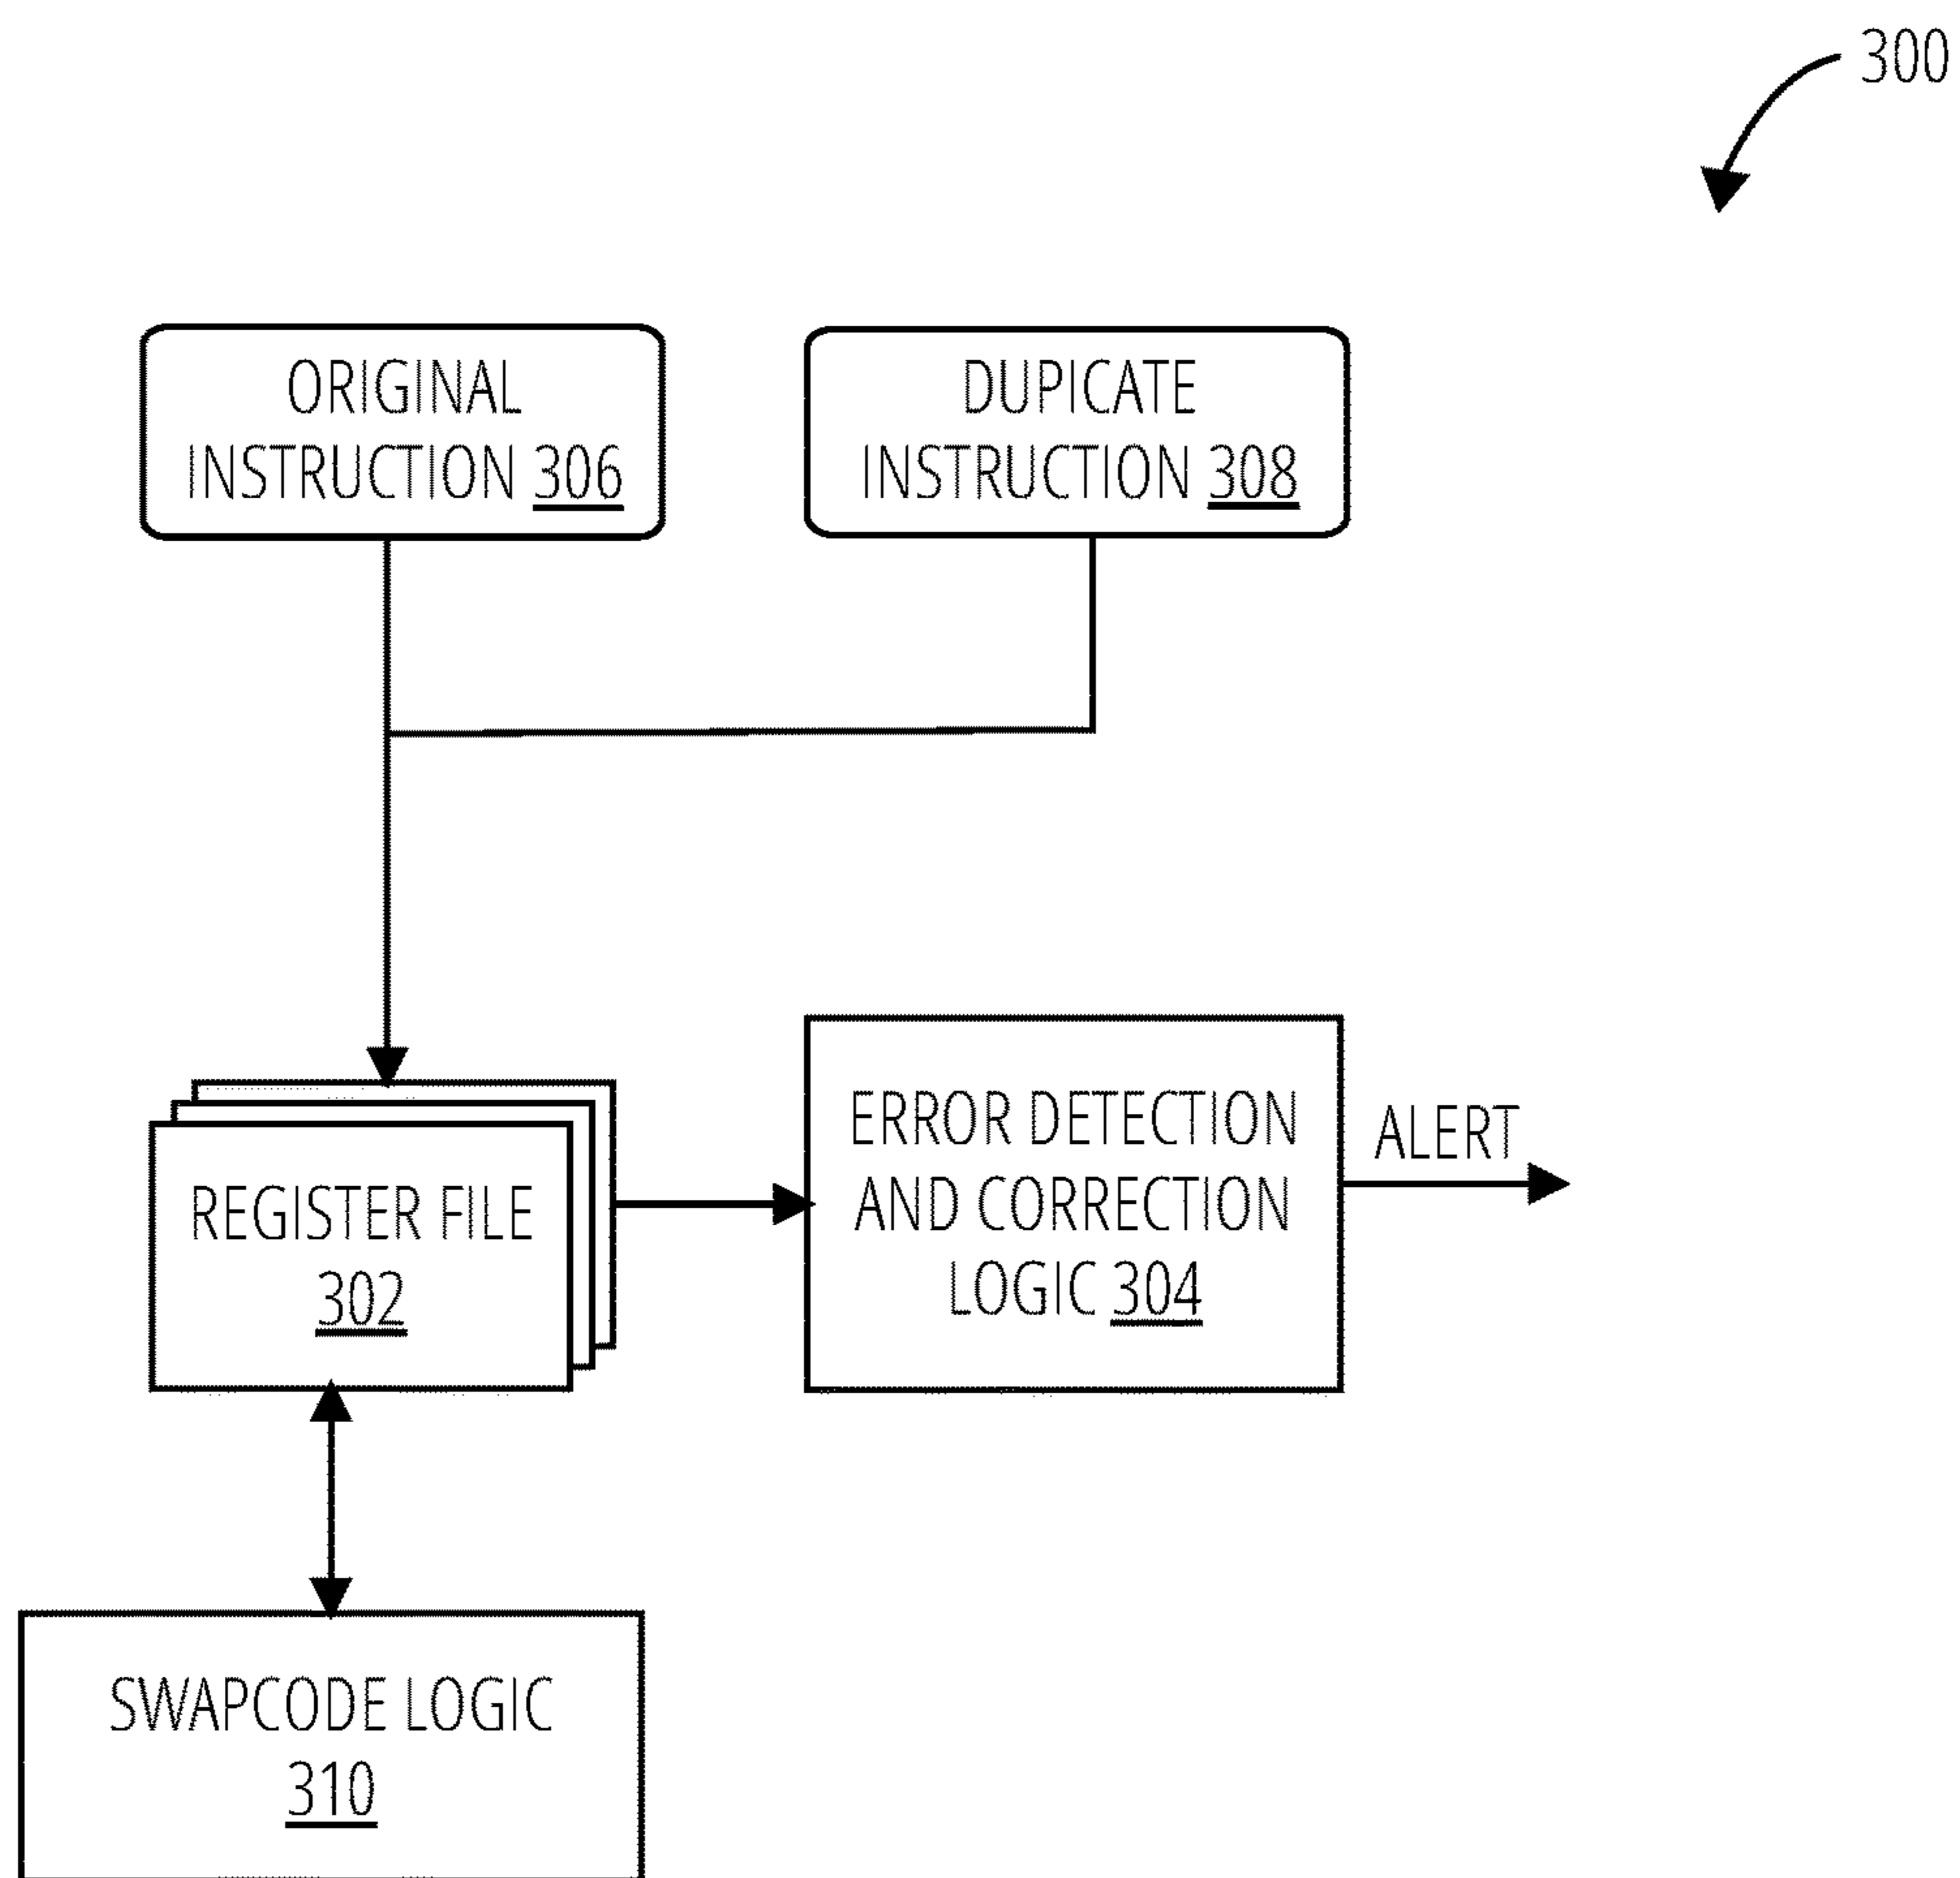 300
ORIGINAL
INSTRUCTION 306
DUPICATE
INSTRUCTION 308
REGISTER FILE
302
ERROR DETECTION
AND CORRECTION
LOGIC 304
ALERT
SWAPCODE LOGIC
310